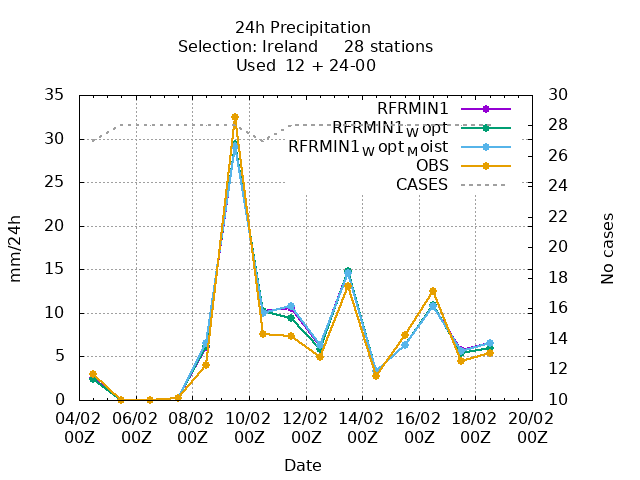 24h Precipitation
Selection: Ireland 28 stations
Used 12 + 24-00
35 30
30 28
25 26
20 24
15 22
10 20
5 18
0 16
14
12
10
mm/24h
No cases
RFRMIN1
RFRMIN1_W opt
RFRMIN1_W opt_M oist
OBS
CASES
04/02 06/02 08/02 10/02 12/02 14/02 16/02 18/02 20/02
00Z 00Z 00Z 00Z 00Z 00Z 00Z 00Z 00Z
Date